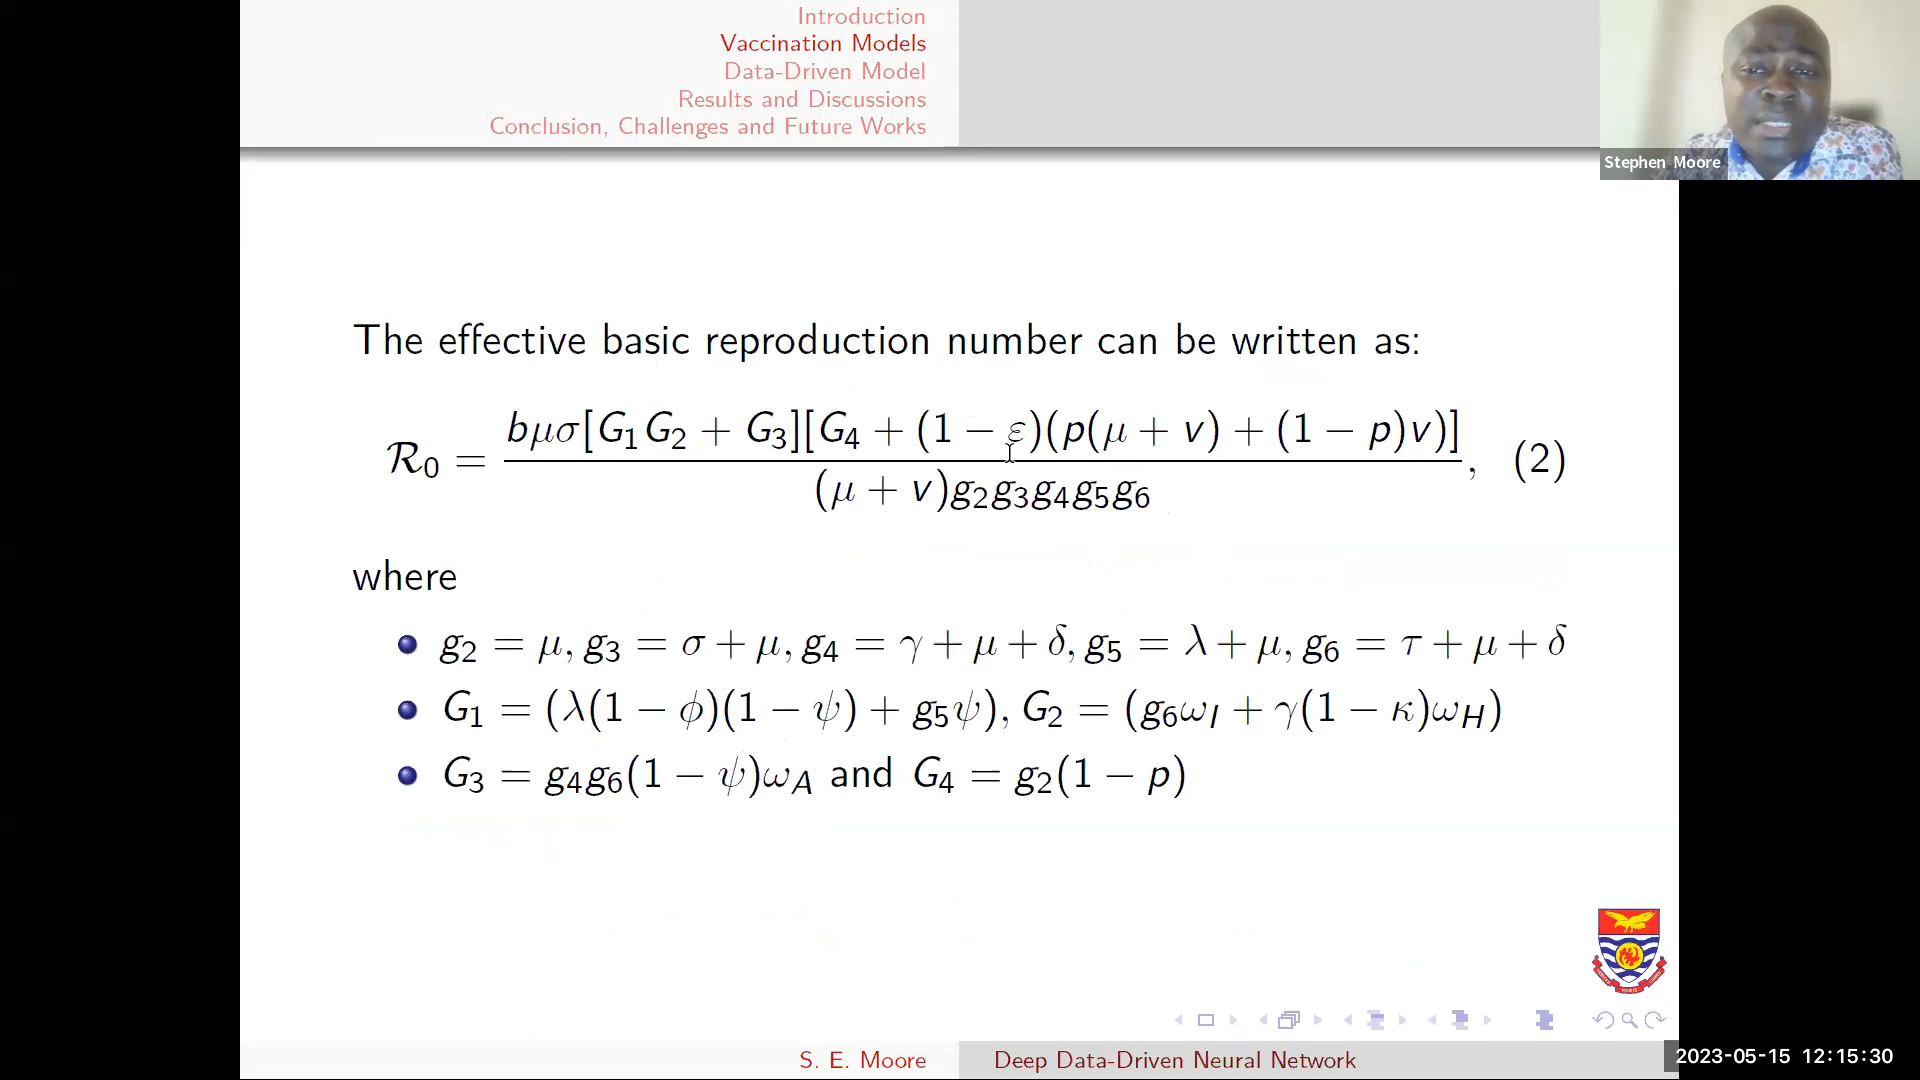 Introduction
Vaccination Models
Data-Driven Model
Results and Discussions
Conclusion, Challenges and Future Works
Stephen Moore
The effective basic reproduction number can be written as:
ℛ₀ = bμσ[G₁G₂ + G₃][G₄ + (1 − ε)(p(μ + v) + (1 − p)v)] / (μ + v)g₂g₃g₄g₅g₆, (2)
where
g₂ = μ, g₃ = σ + μ, g₄ = γ + μ + δ, g₅ = λ + μ, g₆ = τ + μ + δ
G₁ = (λ(1 − ϕ)(1 − ψ) + g₅ψ), G₂ = (g₆ω_I + γ(1 − κ)ω_H)
G₃ = g₄g₆(1 − ψ)ω_A and G₄ = g₂(1 − p)
S. E. Moore
Deep Data-Driven Neural Network
2023-05-15 12:15:30